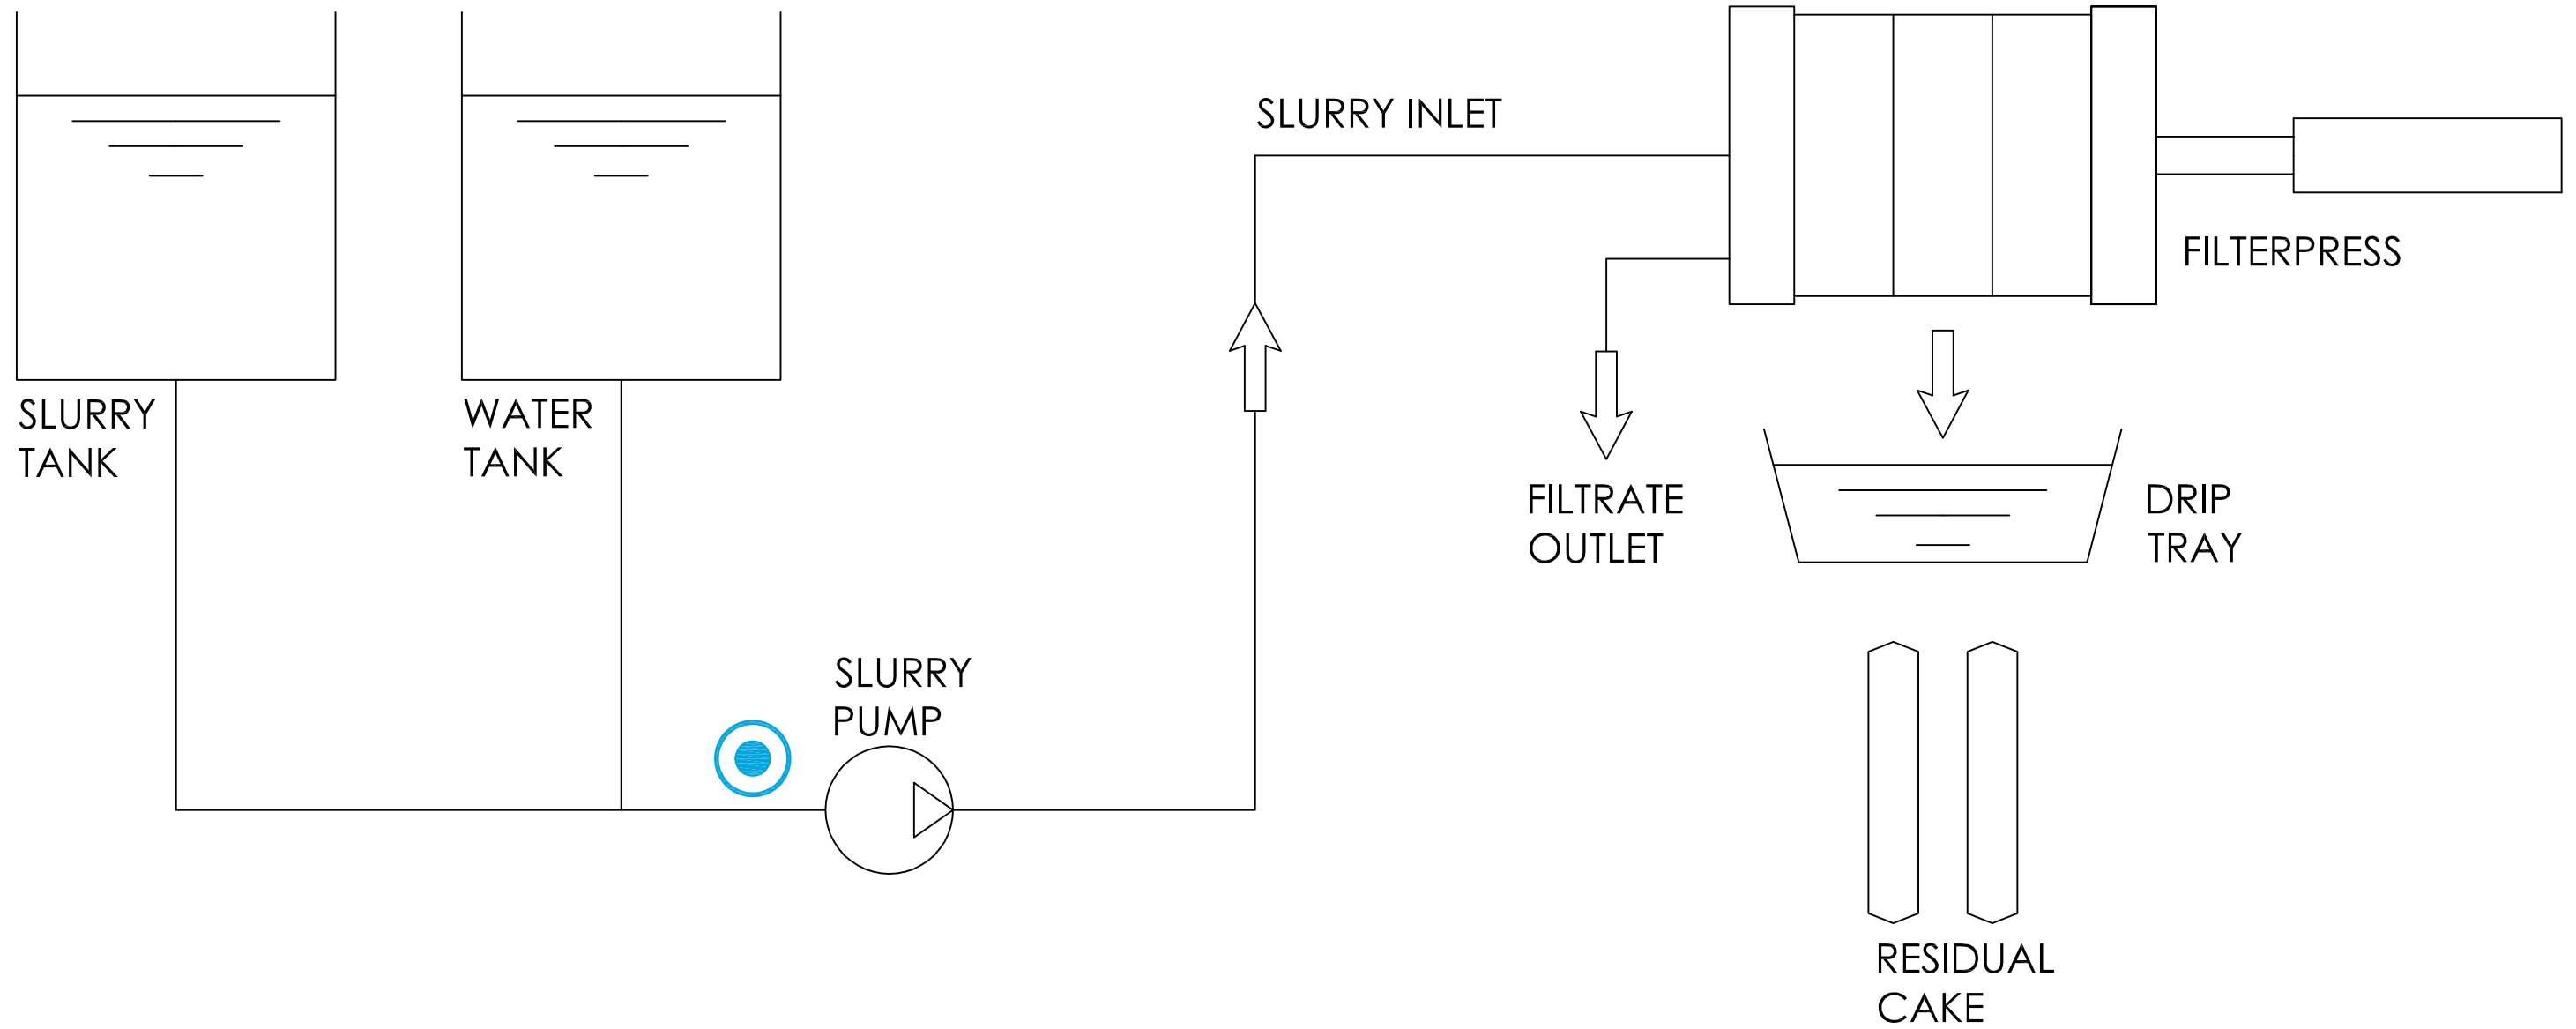 SLURRY INLET
FILTERPRESS
SLURRY
TANK
WATER
TANK
FILTRATE
OUTLET
DRIP
TRAY
SLURRY
PUMP
RESIDUAL
CAKE